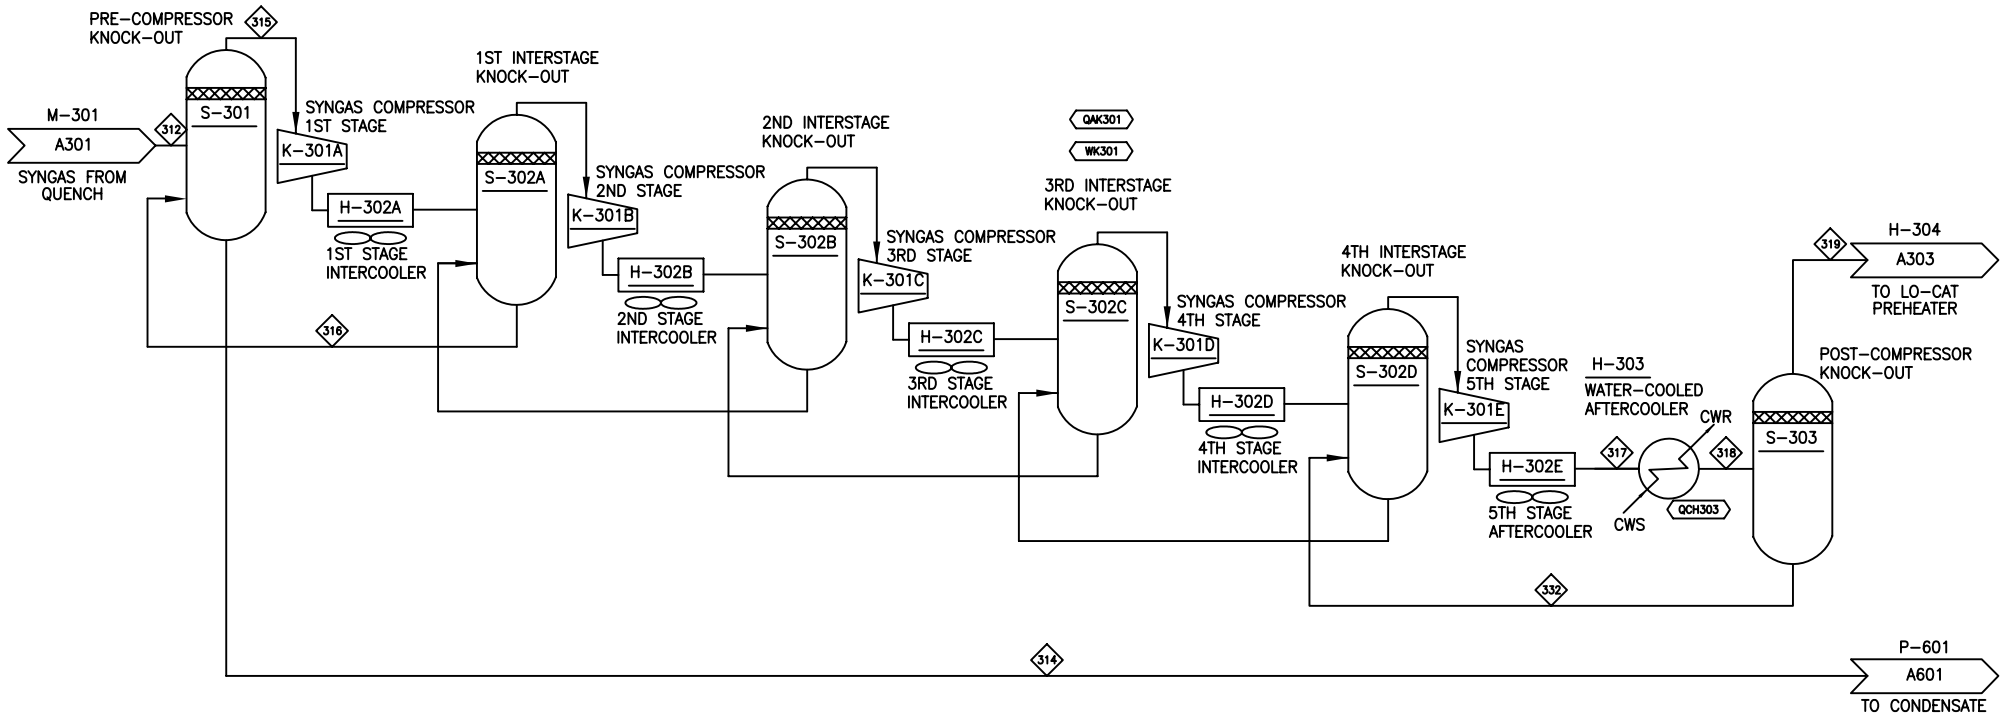 PRE-COMPRESSOR
KNOCK-OUT
315
M-301
A301
SYNGAS FROM
QUENCH
312
S-301
SYNGAS COMPRESSOR
1ST STAGE
K-301A
H-302A
1ST STAGE
INTERCOOLER
316
1ST INTERSTAGE
KNOCK-OUT
S-302A
SYNGAS COMPRESSOR
2ND STAGE
K-301B
H-302B
2ND STAGE
INTERCOOLER
2ND INTERSTAGE
KNOCK-OUT
S-302B
SYNGAS COMPRESSOR
3RD STAGE
K-301C
H-302C
3RD STAGE
INTERCOOLER
QAK301
WK301
3RD INTERSTAGE
KNOCK-OUT
S-302C
SYNGAS COMPRESSOR
4TH STAGE
K-301D
H-302D
4TH STAGE
INTERCOOLER
4TH INTERSTAGE
KNOCK-OUT
S-302D
SYNGAS
COMPRESSOR
5TH STAGE
K-301E
H-302E
5TH STAGE
AFTERCOOLER
H-303
WATER-COOLED
AFTERCOOLER
CWR
317
318
QCH303
CWS
332
POST-COMPRESSOR
KNOCK-OUT
S-303
319
H-304
A303
TO LO-CAT
PREHEATER
314
P-601
A601
TO CONDENSATE